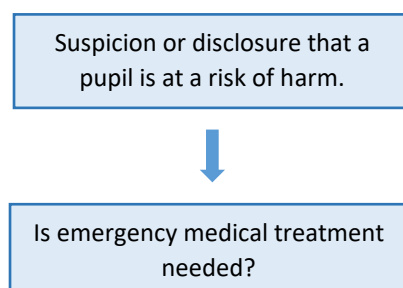 Suspicion or disclosure that a
pupil is at a risk of harm.
Is emergency medical treatment
needed?